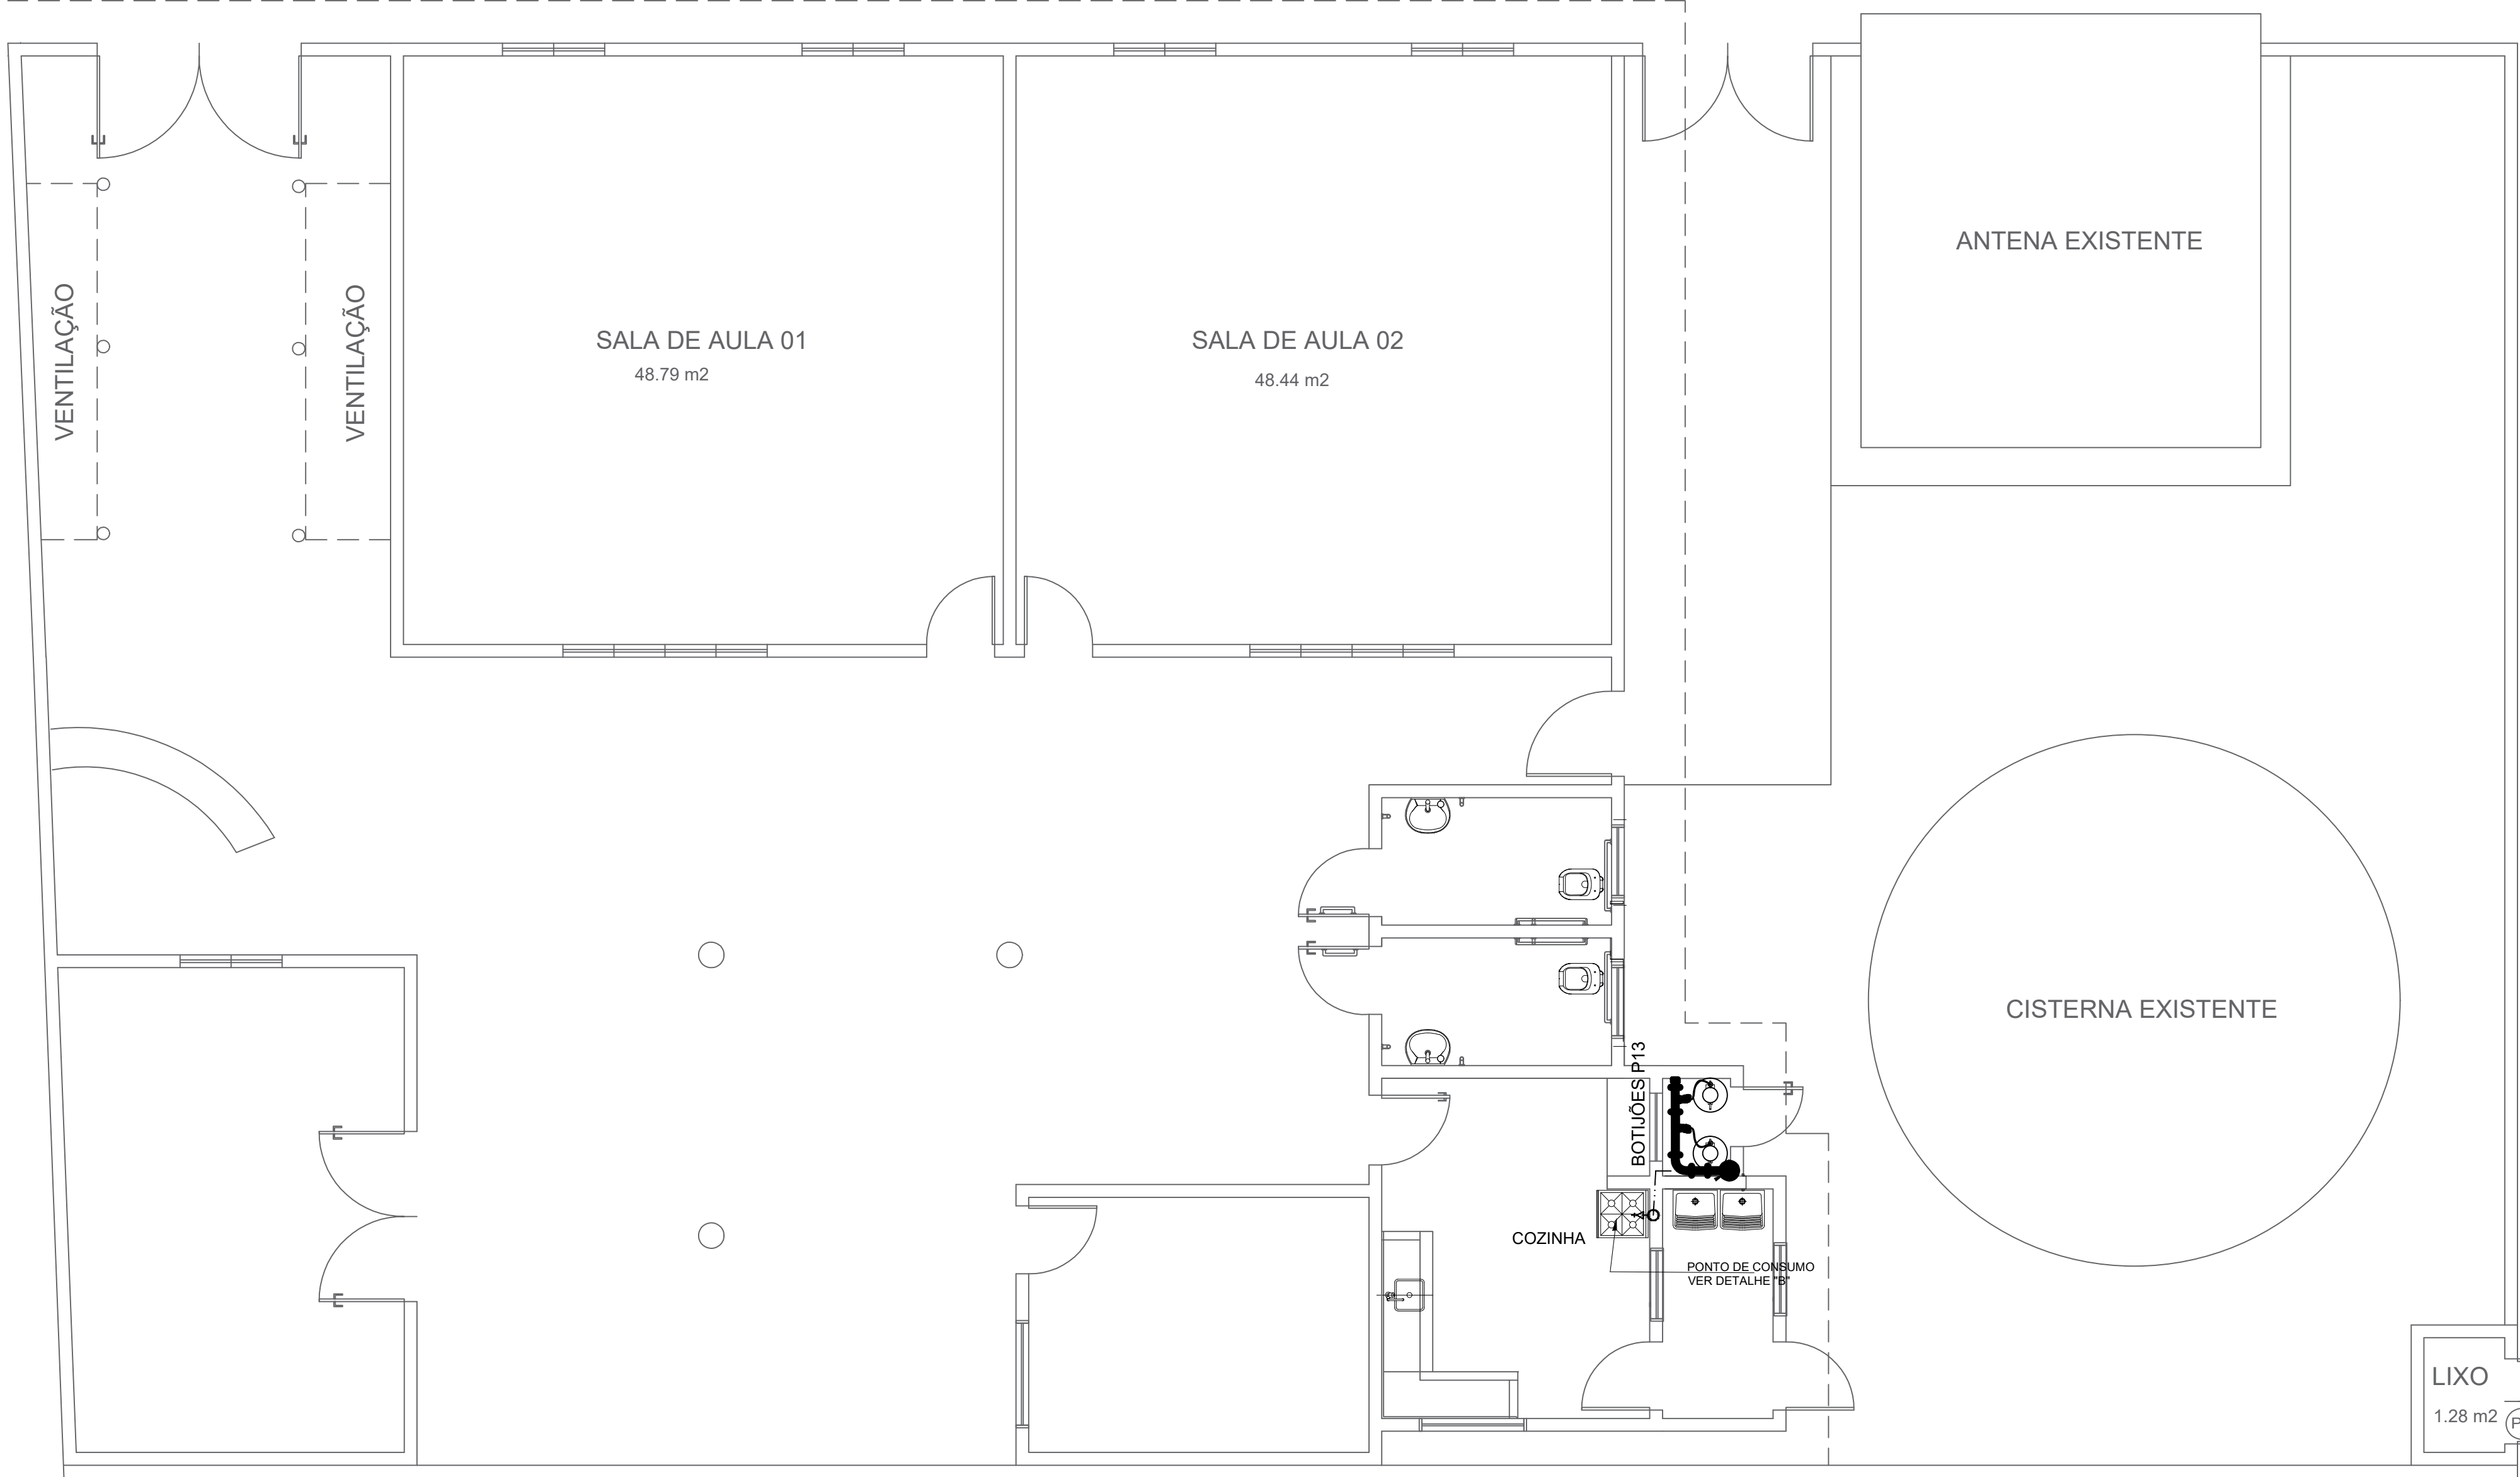 ANTENA EXISTENTE
VENTILAÇÃO
VENTILAÇÃO
SALA DE AULA 01
48.79 m2
SALA DE AULA 02
48.44 m2
CISTERNA EXISTENTE
BOTIJÕES P13
COZINHA
PONTO DE CONSUMO
VER DETALHE "B"
LIXO
1.28 m2
P